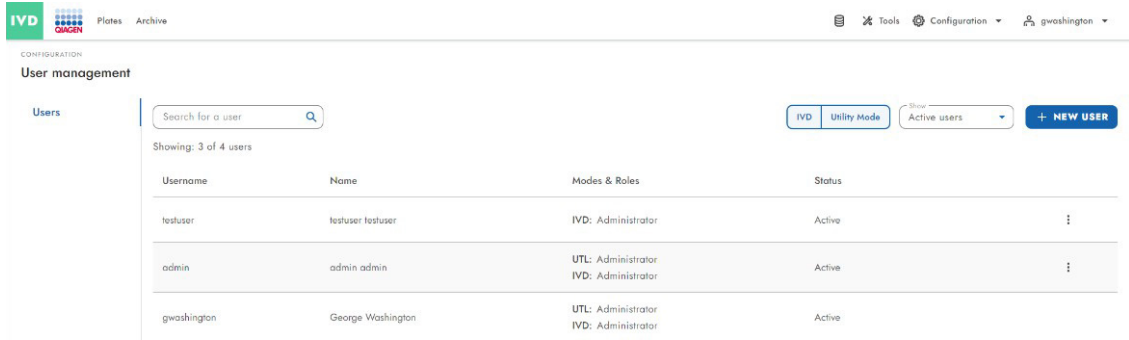 IVD QIAGEN Plates Archive Tools Configuration gwashington
CONFIGURATION
User management
Users
Search for a user
IVD Utility Mode
Show
Active users
+ NEW USER
Showing: 3 of 4 users
Username Name Modes & Roles Status
testuser testuser testuser IVD: Administrator Active
admin admin admin UTL: Administrator Active
IVD: Administrator
gwashington George Washington UTL: Administrator Active
IVD: Administrator